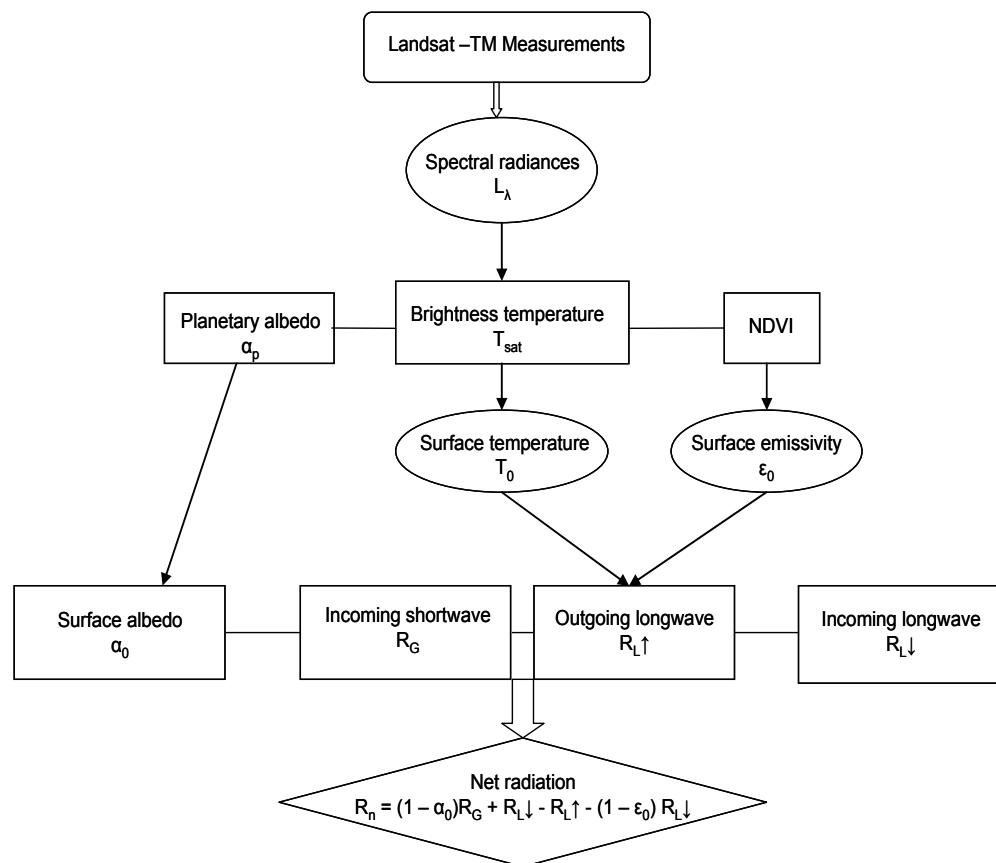 Landsat –TM Measurements
Spectral radiances
Lλ
Planetary albedo
αp
Brightness temperature
Tsat
NDVI
Surface temperature
T0
Surface emissivity
ε0
Surface albedo
α0
Incoming shortwave
RG
Outgoing longwave
RL↑
Incoming longwave
RL↓
Net radiation
Rn = (1 – α0)RG + RL↓ - RL↑ - (1 – ε0) RL↓